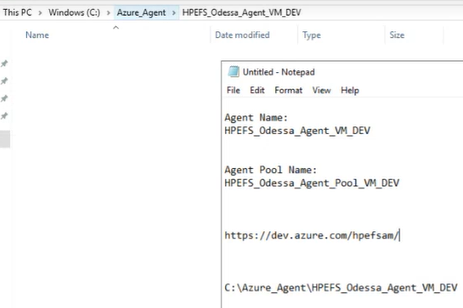 This PC > Windows (C:) > Azure_Agent > HPEFS_Odessa_Agent_VM_DEV
Name Date modified Type Size
Untitled - Notepad
File Edit Format View Help
Agent Name:
HPEFS_Odessa_Agent_VM_DEV
Agent Pool Name:
HPEFS_Odessa_Agent_Pool_VM_DEV
https://dev.azure.com/hpefsam/
C:\Azure_Agent\HPEFS_Odessa_Agent_VM_DEV